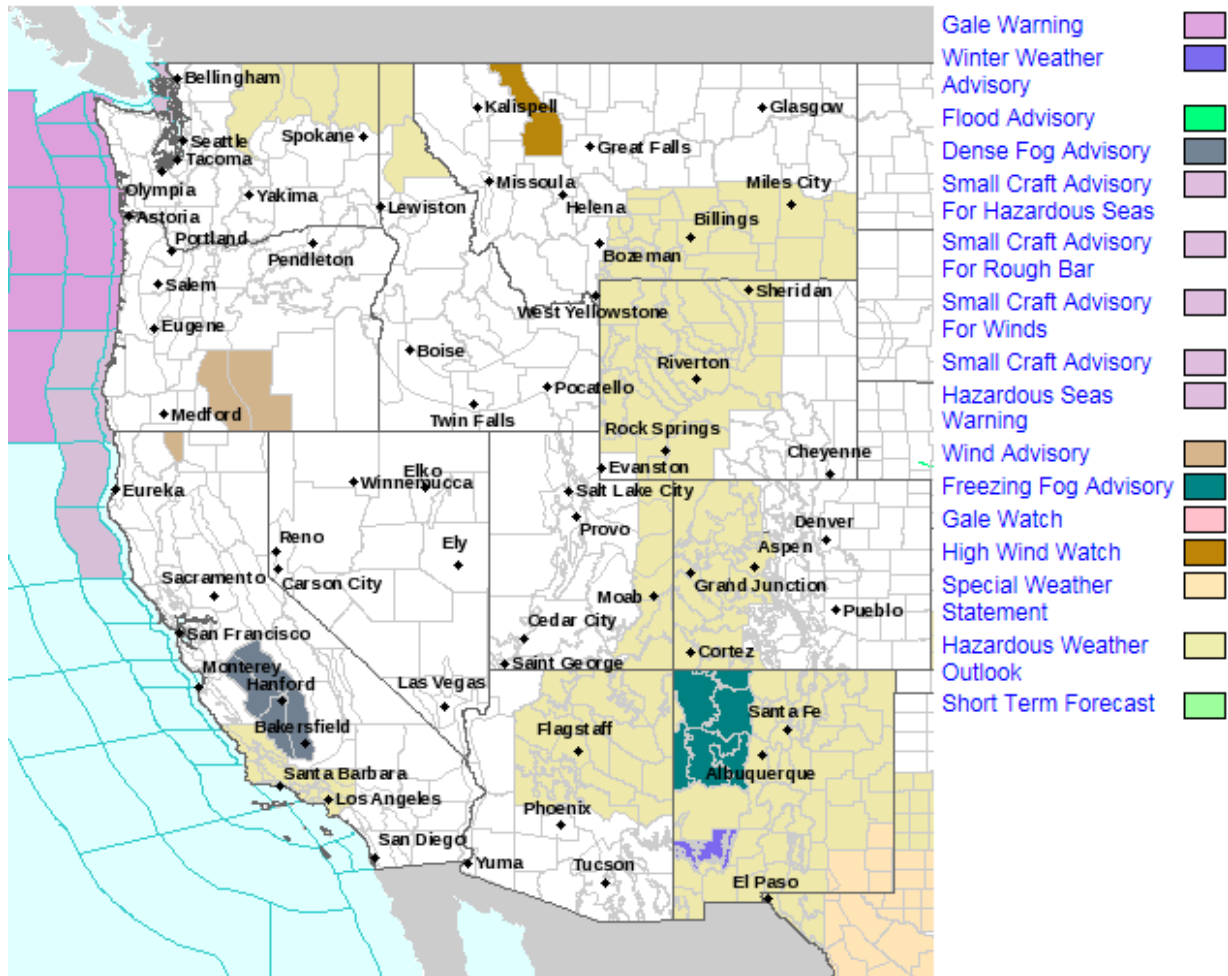 Bellingham
Seattle
Tacoma
Olympia
Spokane
Yakima
Astoria
Portland
Pendleton
Lewiston
Salem
Eugene
Medford
Kalispell
Glasgow
Great Falls
Missoula
Helena
Miles City
Billings
Bozeman
West Yellowstone
Sheridan
Boise
Pocatello
Twin Falls
Riverton
Rock Springs
Evanston
Cheyenne
Eureka
Winnemucca
Elko
Salt Lake City
Provo
Reno
Carson City
Ely
Denver
Aspen
Grand Junction
Pueblo
Sacramento
San Francisco
Moab
Cedar City
Saint George
Cortez
Monterey
Hanford
Bakersfield
Las Vegas
Flagstaff
Santa Fe
Albuquerque
Santa Barbara
Los Angeles
Phoenix
San Diego
Yuma
Tucson
El Paso
Gale Warning
Winter Weather
Advisory
Flood Advisory
Dense Fog Advisory
Small Craft Advisory
For Hazardous Seas
Small Craft Advisory
For Rough Bar
Small Craft Advisory
For Winds
Small Craft Advisory
Hazardous Seas
Warning
Wind Advisory
Freezing Fog Advisory
Gale Watch
High Wind Watch
Special Weather
Statement
Hazardous Weather
Outlook
Short Term Forecast